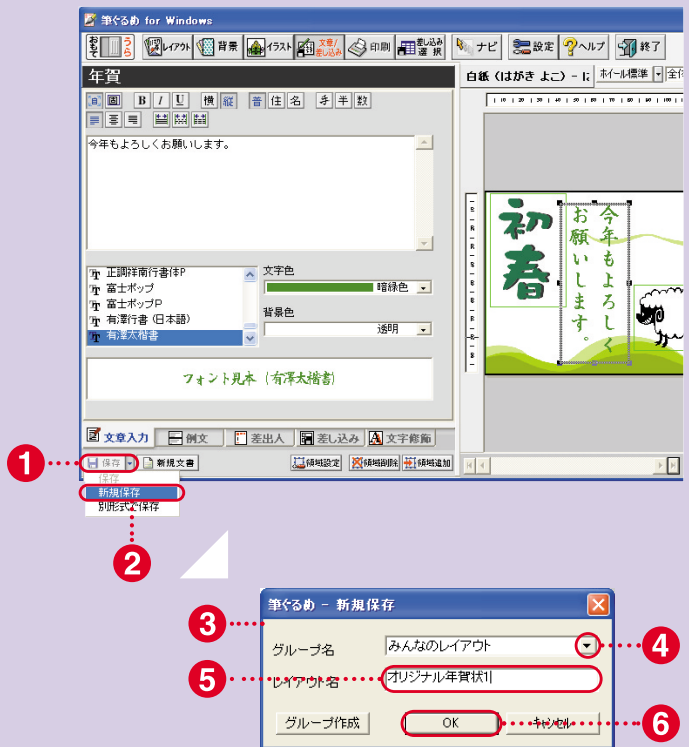 筆ぐるめ for Windows
おもて うら レイアウト 背景 イラスト 文章/差し込み 印刷 差し込み選択 ナビ 設定 ヘルプ 終了
年賀
B I U 横 縦 普 住 名 半 数
今年もよろしくお願いします。
正調祥南行書体P
富士ポップ
富士ポップP
有澤行書 (日本語)
有澤太楷書
文字色
暗緑色
背景色
透明
フォント見本 (有澤太楷書)
文章入力 例文 差出人 差し込み A 文字修飾
保存 新規文書 領域設定 領域削除 領域追加
保存
新規保存
別形式で保存
白紙 (はがき よこ) - ホイール標準
初春
今年もよろしく
お願いします。
1
2
筆ぐるめ - 新規保存
3
グループ名 みんなのレイアウト
4
5
レイアウト名 オリジナル年賀状1
グループ作成 OK キャンセル
6